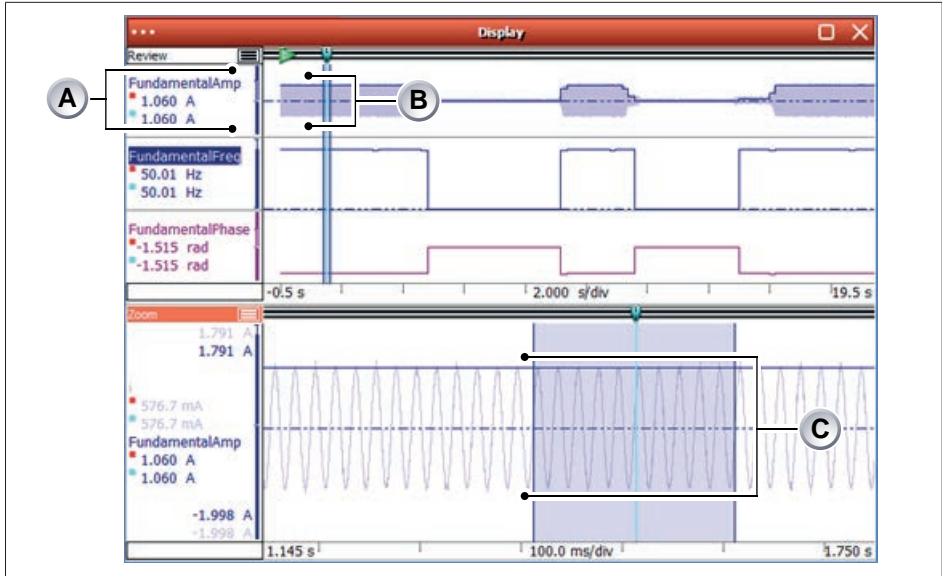 Display
Review
FundamentalAmp
1.060 A
1.060 A
A
B
FundamentalFreq
50.01 Hz
50.01 Hz
FundamentalPhase
-1.515 rad
-1.515 rad
-0.5 s 2.000 s/div 19.5 s
Zoom
1.791 A
1.791 A
i
576.7 mA
576.7 mA
FundamentalAmp
1.060 A
1.060 A
C
-1.998 A
-1.998 A
1.145 s 100.0 ms/div 1.750 s